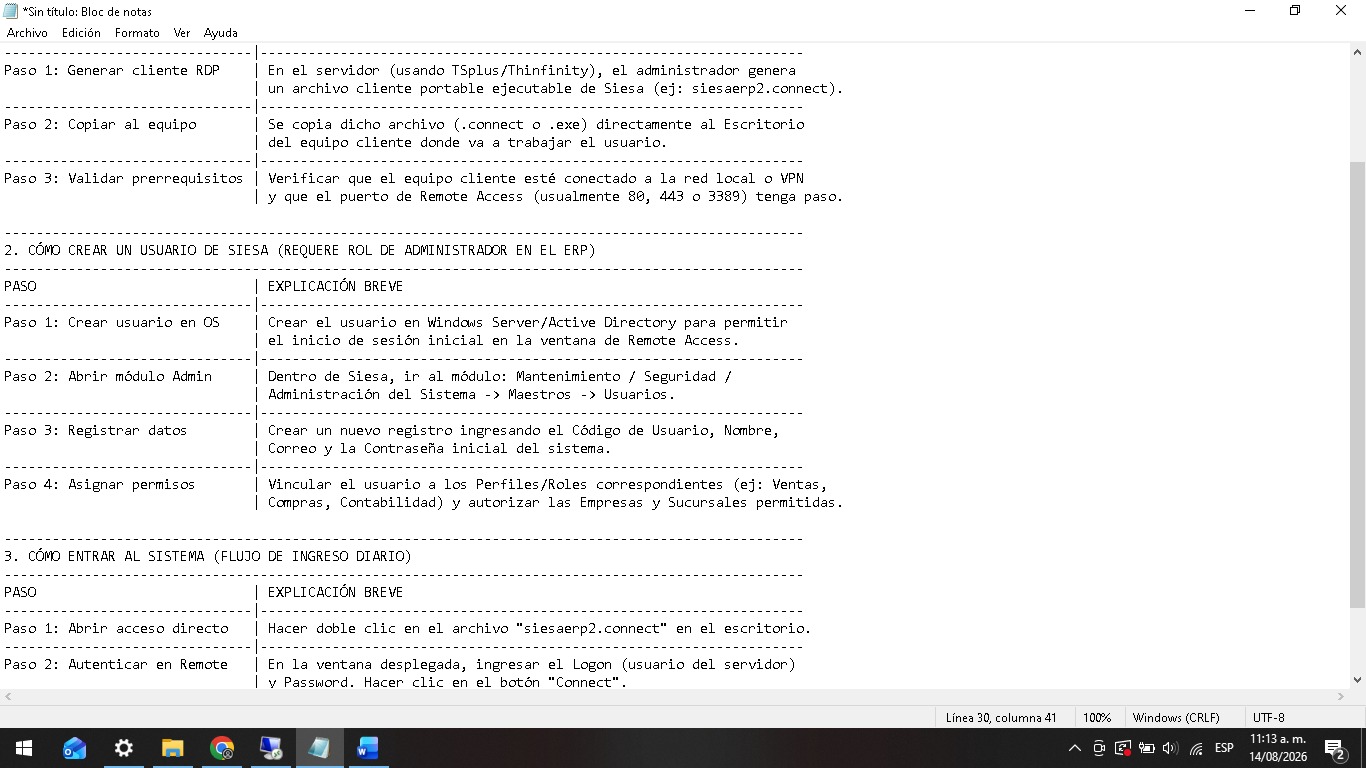 *Sin título: Bloc de notas
Archivo Edición Formato Ver Ayuda
-------------------------------|--------------------------------------------------------------------
Paso 1: Generar cliente RDP | En el servidor (usando TSplus/Thinfinity), el administrador genera
| un archivo cliente portable ejecutable de Siesa (ej: siesaerp2.connect).
-------------------------------|--------------------------------------------------------------------
Paso 2: Copiar al equipo | Se copia dicho archivo (.connect o .exe) directamente al Escritorio
| del equipo cliente donde va a trabajar el usuario.
-------------------------------|--------------------------------------------------------------------
Paso 3: Validar prerrequisitos | Verificar que el equipo cliente esté conectado a la red local o VPN
| y que el puerto de Remote Access (usualmente 80, 443 o 3389) tenga paso.
----------------------------------------------------------------------------------------------------
2. CÓMO CREAR UN USUARIO DE SIESA (REQUERE ROL DE ADMINISTRADOR EN EL ERP)
----------------------------------------------------------------------------------------------------
PASO | EXPLICACIÓN BREVE
-------------------------------|--------------------------------------------------------------------
Paso 1: Crear usuario en OS | Crear el usuario en Windows Server/Active Directory para permitir
| el inicio de sesión inicial en la ventana de Remote Access.
-------------------------------|--------------------------------------------------------------------
Paso 2: Abrir módulo Admin | Dentro de Siesa, ir al módulo: Mantenimiento / Seguridad /
| Administración del Sistema -> Maestros -> Usuarios.
-------------------------------|--------------------------------------------------------------------
Paso 3: Registrar datos | Crear un nuevo registro ingresando el Código de Usuario, Nombre,
| Correo y la Contraseña inicial del sistema.
-------------------------------|--------------------------------------------------------------------
Paso 4: Asignar permisos | Vincular el usuario a los Perfiles/Roles correspondientes (ej: Ventas,
| Compras, Contabilidad) y autorizar las Empresas y Sucursales permitidas.
----------------------------------------------------------------------------------------------------
3. CÓMO ENTRAR AL SISTEMA (FLUJO DE INGRESO DIARIO)
----------------------------------------------------------------------------------------------------
PASO | EXPLICACIÓN BREVE
-------------------------------|--------------------------------------------------------------------
Paso 1: Abrir acceso directo | Hacer doble clic en el archivo "siesaerp2.connect" en el escritorio.
-------------------------------|--------------------------------------------------------------------
Paso 2: Autenticar en Remote | En la ventana desplegada, ingresar el Logon (usuario del servidor)
| y Password. Hacer clic en el botón "Connect".
Línea 30, columna 41 100% Windows (CRLF) UTF-8
ESP
11:13 a. m.
14/08/2026
2